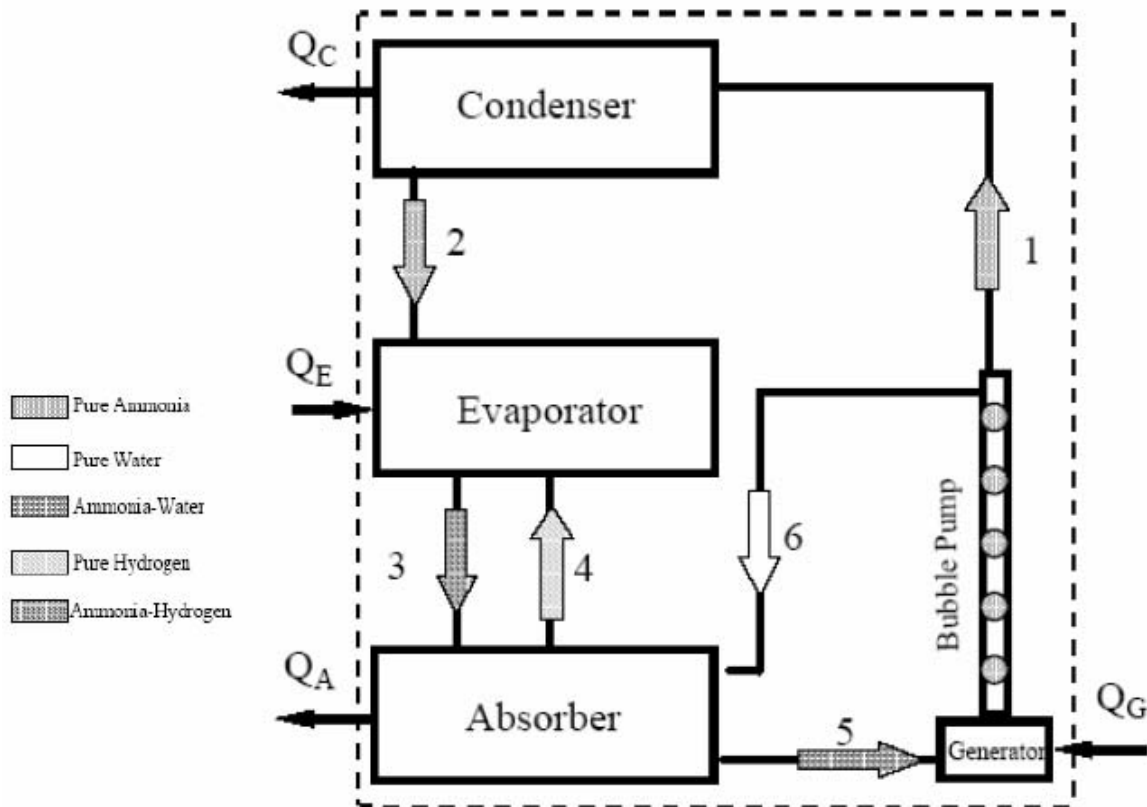 Q_C
Condenser
2
1
Q_E
Evaporator
Pure Ammonia
Pure Water
Ammonia-Water
Pure Hydrogen
Ammonia-Hydrogen
3
4
6
Bubble Pump
Q_A
Absorber
5
Generator
Q_G